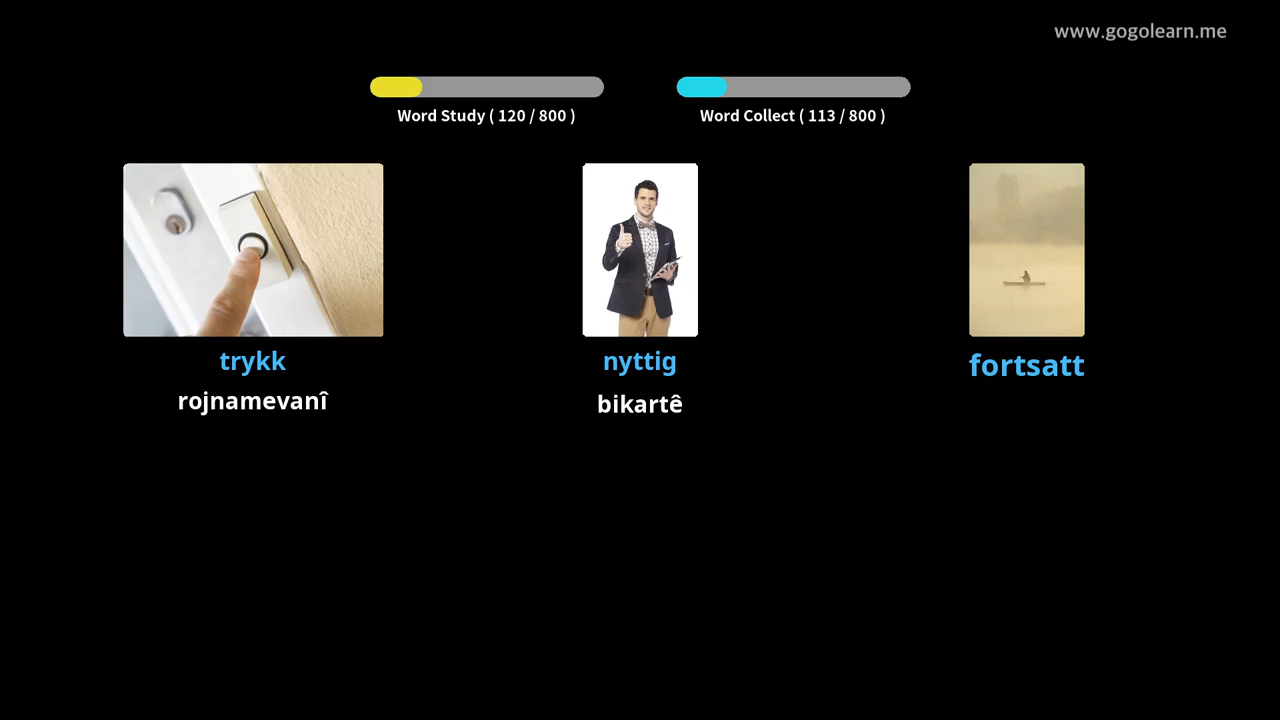 www.gogolearn.me
Word Study ( 120 / 800 )
Word Collect ( 113 / 800 )
trykk
nyttig
fortsatt
rojnamevanî
bikartê